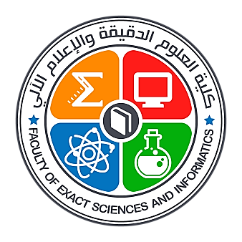 كلية العلوم الدقيقة والإعلام الآلي
FACULTY OF EXACT SCIENCES AND INFORMATICS